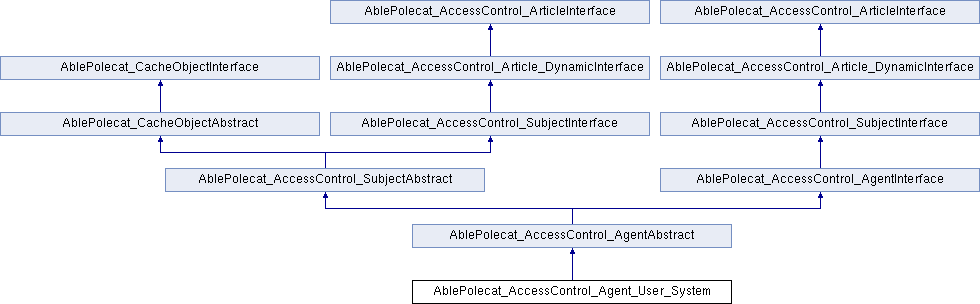 AblePolecat_AccessControl_ArticleInterface
AblePolecat_AccessControl_ArticleInterface
AblePolecat_CacheObjectInterface
AblePolecat_AccessControl_Article_DynamicInterface
AblePolecat_AccessControl_Article_DynamicInterface
AblePolecat_CacheObjectAbstract
AblePolecat_AccessControl_SubjectInterface
AblePolecat_AccessControl_SubjectInterface
AblePolecat_AccessControl_SubjectAbstract
AblePolecat_AccessControl_AgentInterface
AblePolecat_AccessControl_AgentAbstract
AblePolecat_AccessControl_Agent_User_System